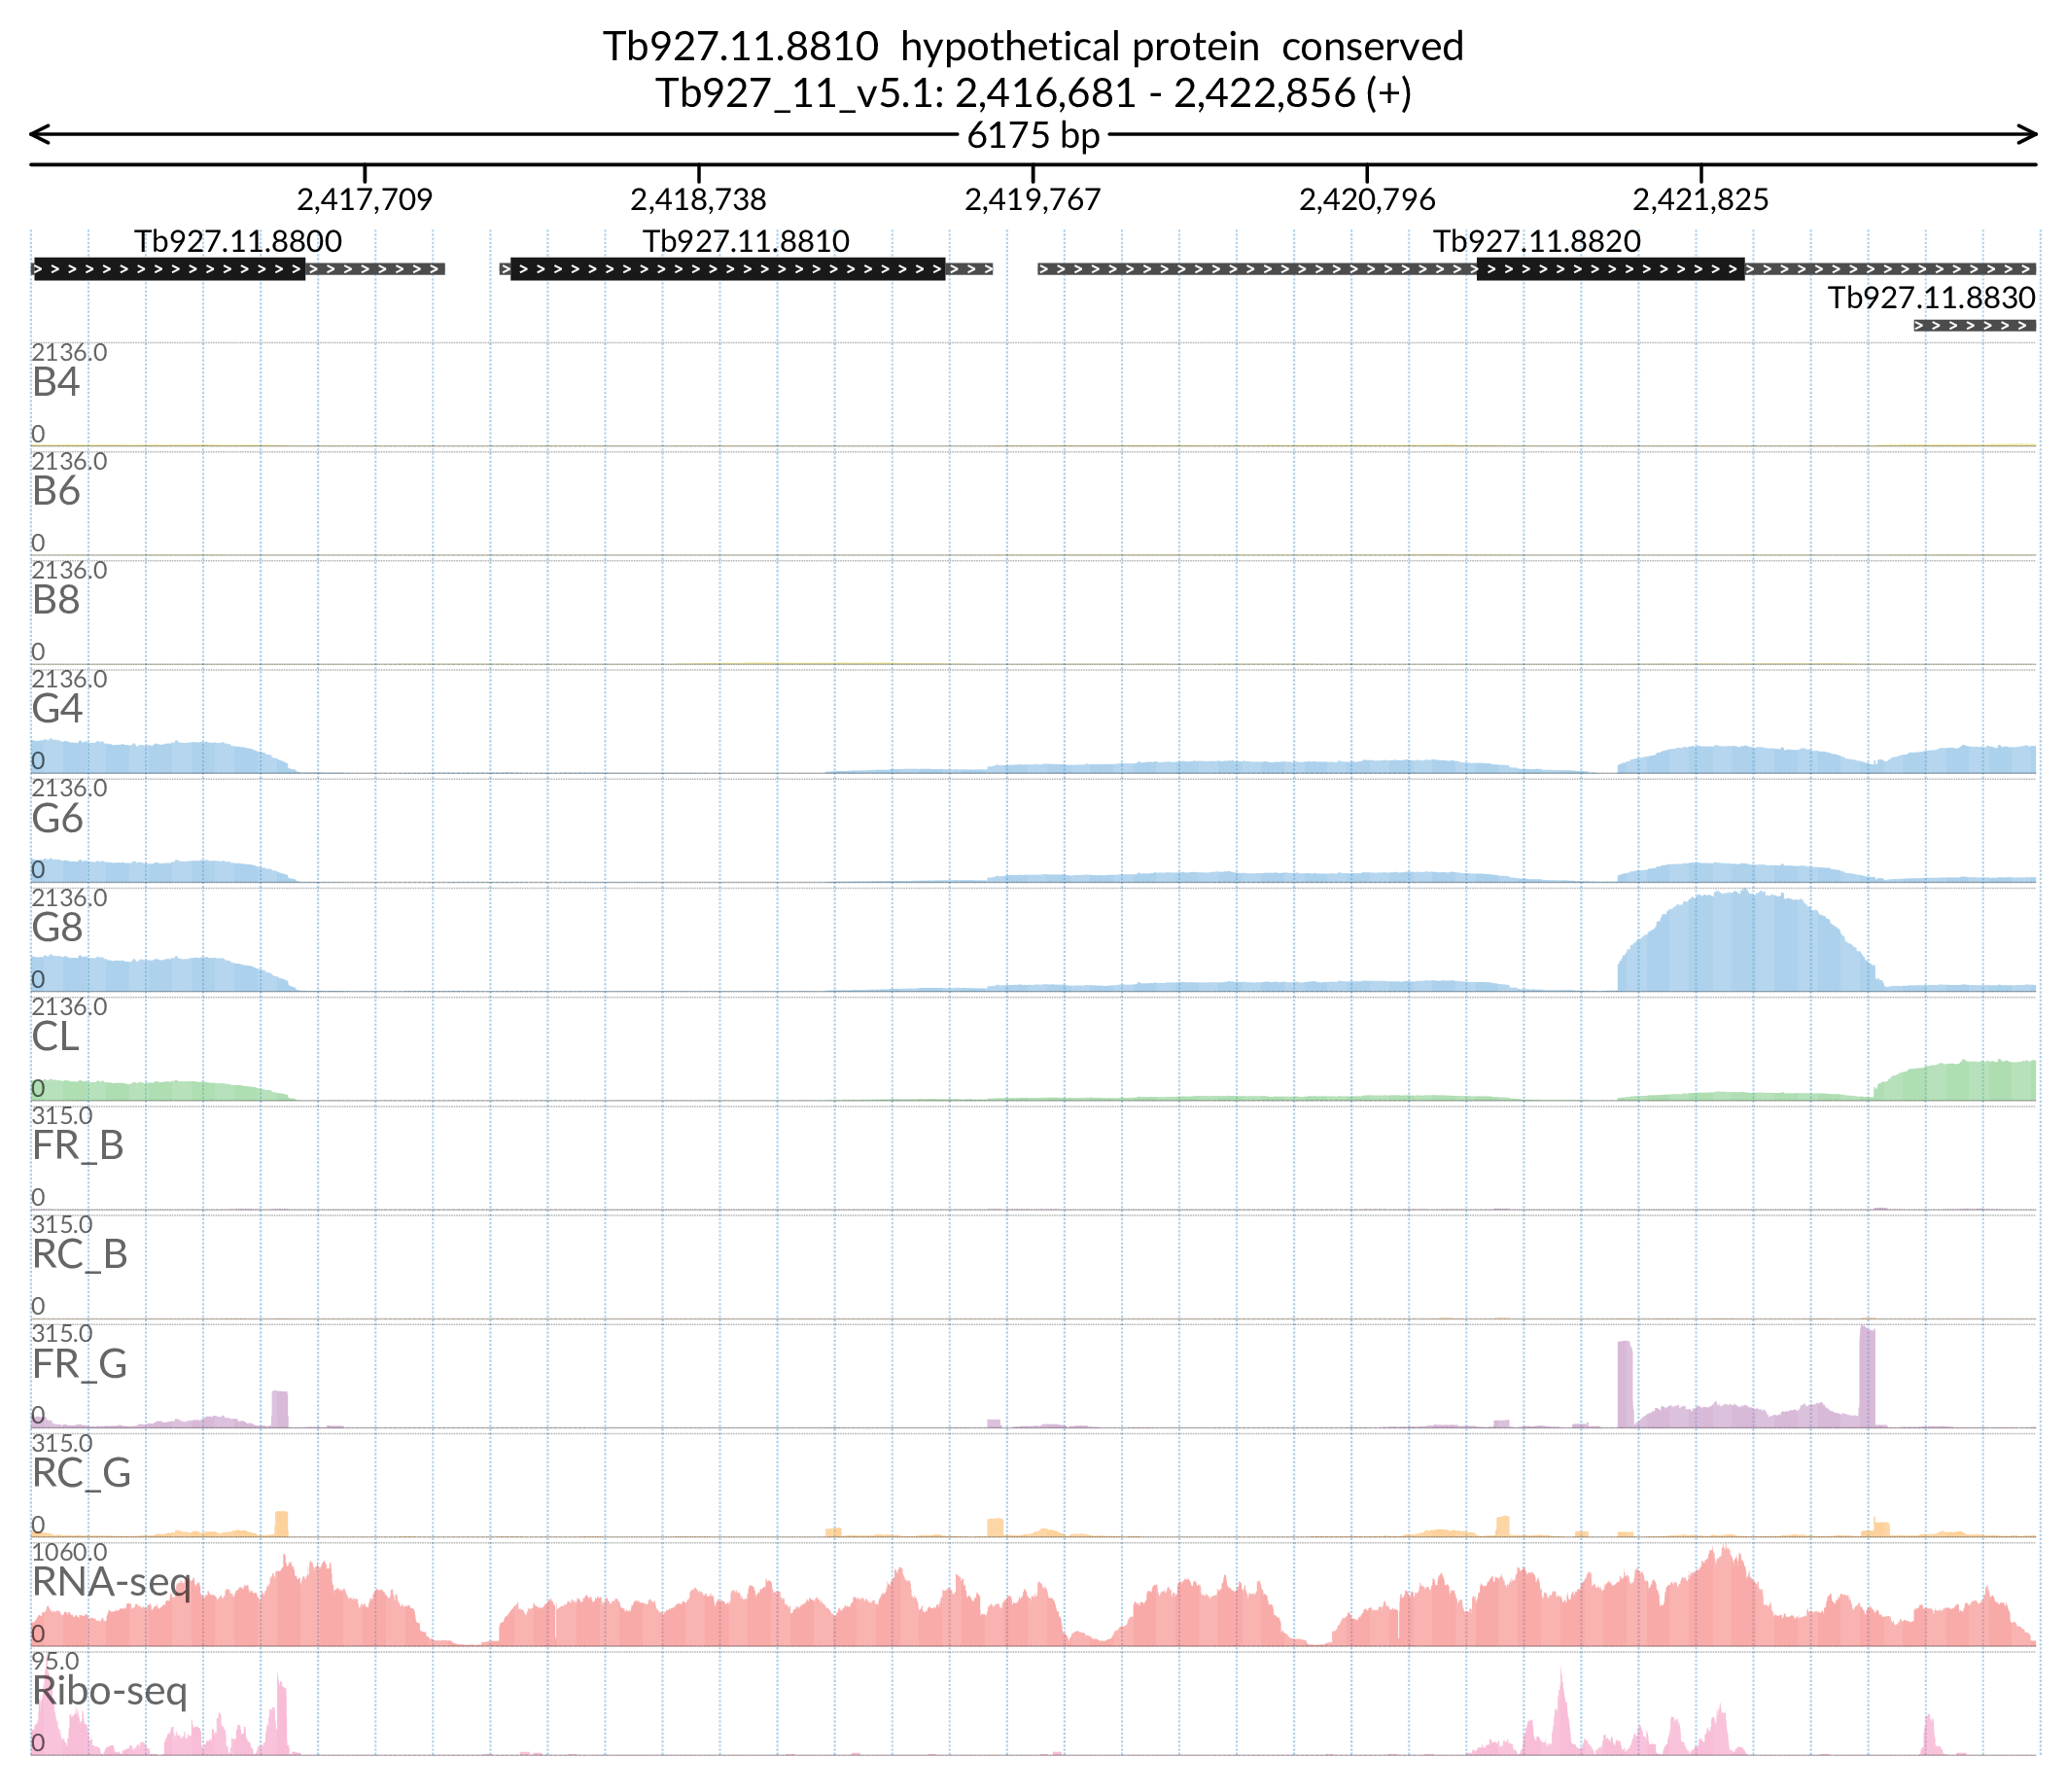 Tb927.11.8810 hypothetical protein conserved
Tb927_11_v5.1: 2,416,681 - 2,422,856 (+)
6175 bp
2,417,709 2,418,738 2,419,767 2,420,796 2,421,825
Tb927.11.8800 Tb927.11.8810 Tb927.11.8820
Tb927.11.8830
2136.0
B4
0
2136.0
B6
0
2136.0
B8
0
2136.0
G4
0
2136.0
G6
0
2136.0
G8
0
2136.0
CL
0
315.0
FR_B
0
315.0
RC_B
0
315.0
FR_G
0
315.0
RC_G
0
1060.0
RNA-seq
0
95.0
Ribo-seq
0